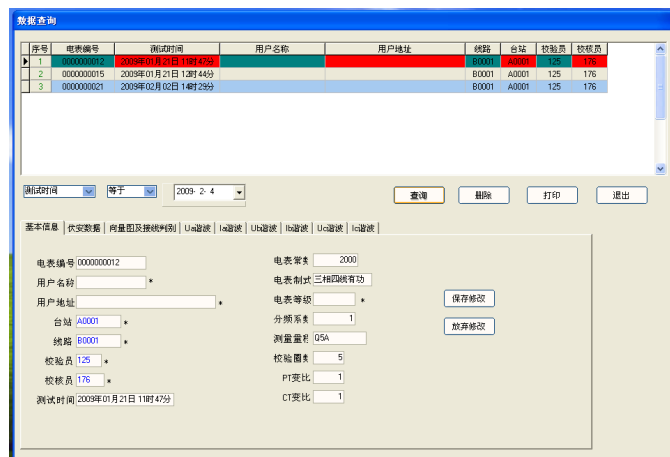 数据查询
序号 电表编号 测试时间 用户名称 用户地址 线路 台站 校验员 校核员
1 0000000012 2009年01月21日 11时47分 B0001 A0001 125 176
2 0000000015 2009年01月21日 12时44分 B0001 A0001 125 176
3 0000000021 2009年02月02日 14时29分 B0001 A0001 125 176
测试时间 等于 2009- 2- 4 查询 删除 打印 退出
基本信息 伏安数据 向量图及接线判别 Ua谐波 Ia谐波 Ub谐波 Ib谐波 Uc谐波 Ic谐波
电表编号 0000000012 电表常数 2000
用户名称 * 电表制式 三相四线有功
用户地址 * 电表等级 * 保存修改
台站 A0001 * 分频系数 1
线路 B0001 * 测量量程 Q5A 放弃修改
校验员 125 * 校验圈数 5
校核员 176 * PT变比 1
测试时间 2009年01月21日 11时47分 CT变比 1